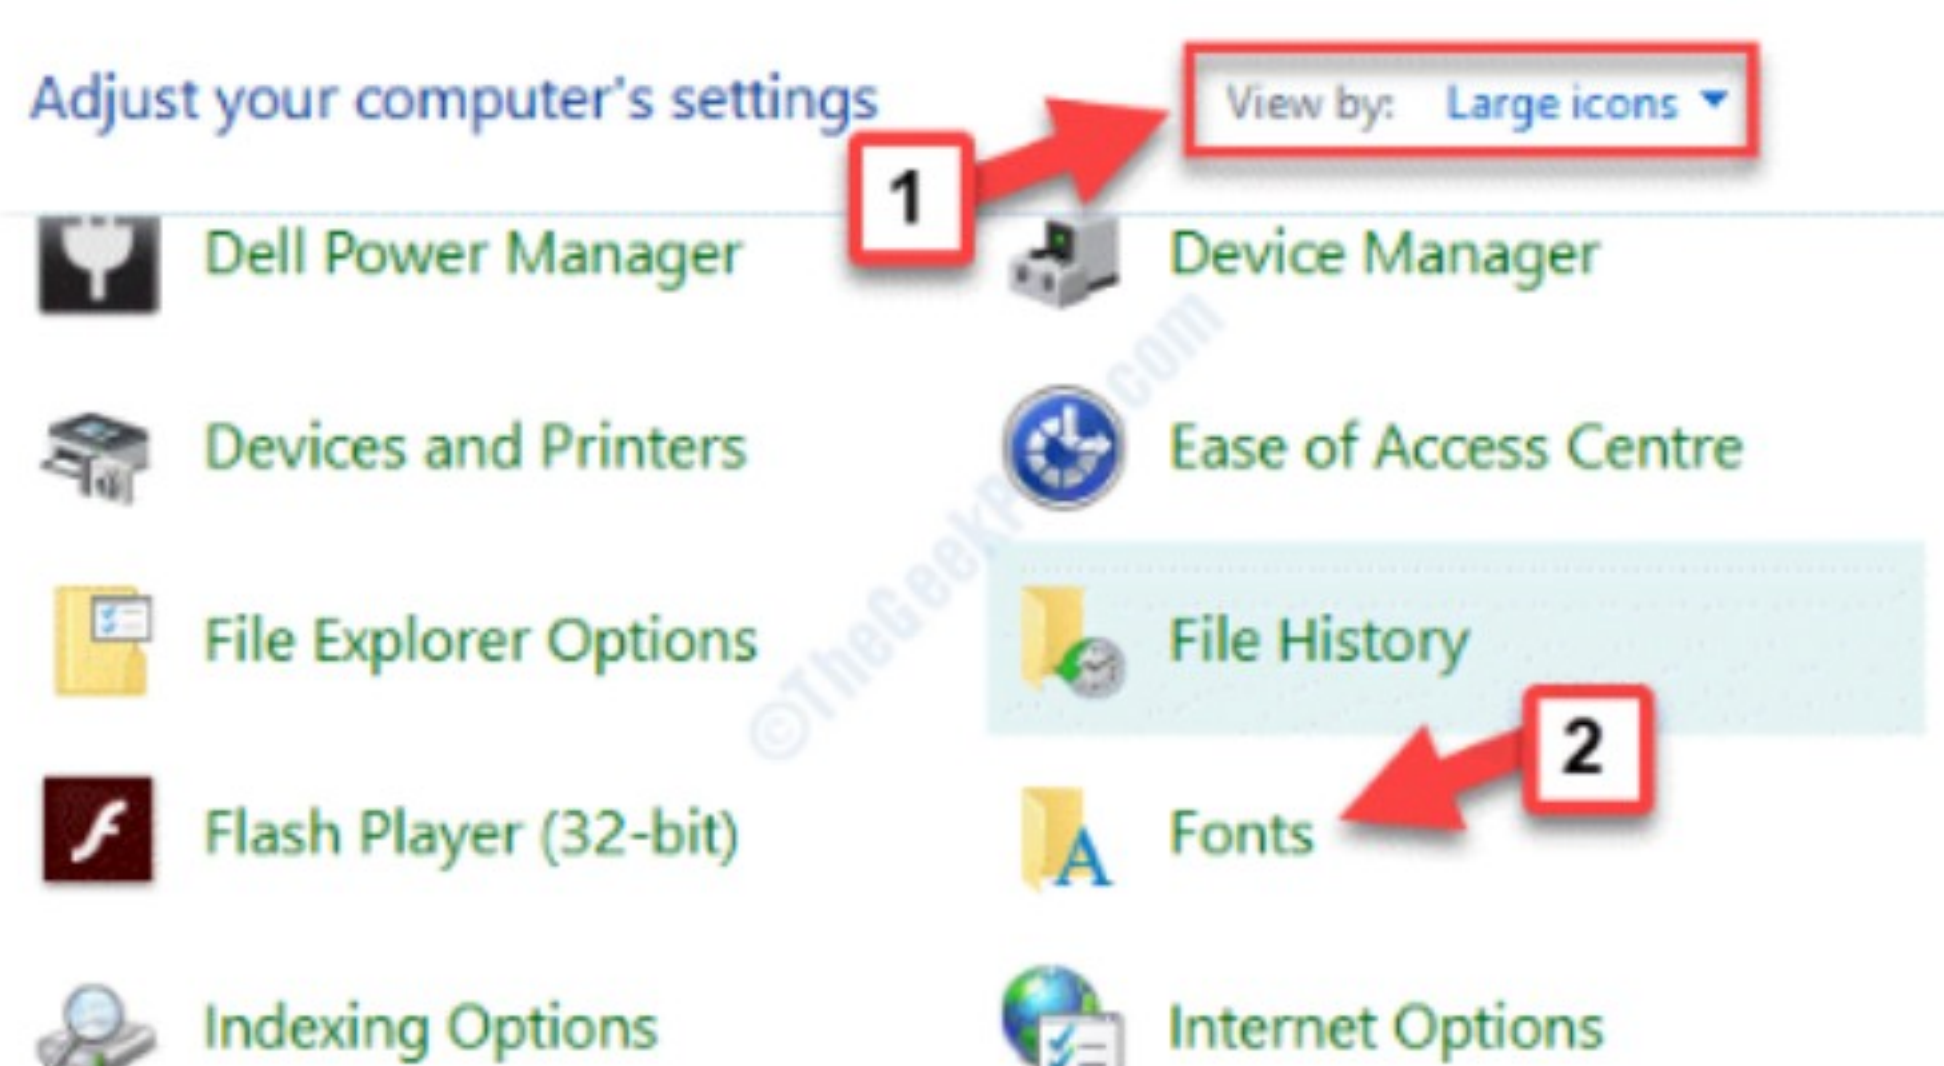 Adjust your computer's settings
View by: Large icons
1
Dell Power Manager
Device Manager
Devices and Printers
Ease of Access Centre
File Explorer Options
File History
2
Flash Player (32-bit)
Fonts
A
Indexing Options
Internet Options